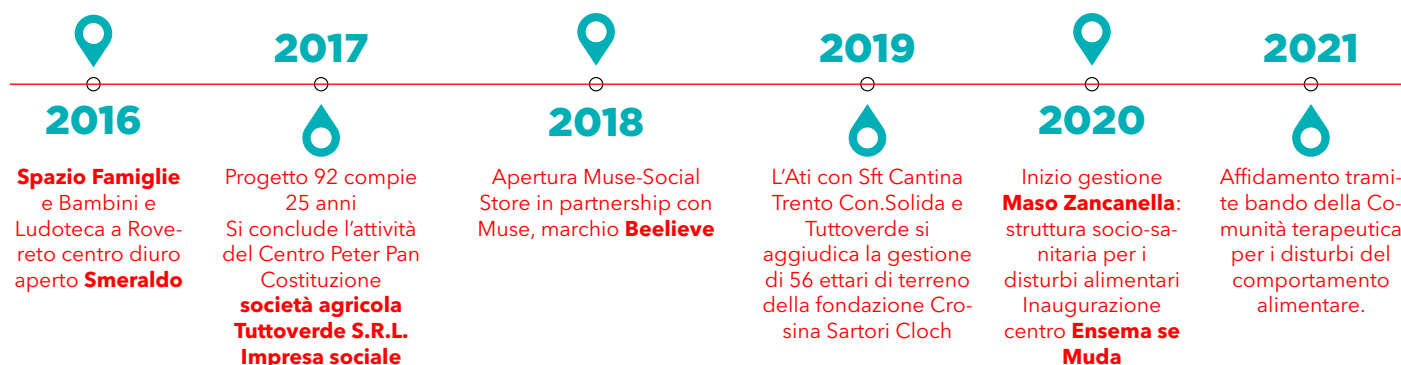 2016
Spazio Famiglie
e Bambini e
Ludoteca a Rove-
reto centro diuro
aperto Smeraldo
2017
Progetto 92 compie
25 anni
Si conclude l’attività
del Centro Peter Pan
Costituzione
società agricola
Tuttoverde S.R.L.
Impresa sociale
2018
Apertura Muse-Social
Store in partnership con
Muse, marchio Beelieve
2019
L’Ati con Sft Cantina
Trento Con.Solida e
Tuttoverde si
aggiudica la gestione
di 56 ettari di terreno
della fondazione Cro-
sina Sartori Cloch
2020
Inizio gestione
Maso Zancanella:
struttura socio-sa-
nitaria per i
disturbi alimentari
Inaugurazione
centro Ensema se
Muda
2021
Affidamento trami-
te bando della Co-
munità terapeutica
per i disturbi del
comportamento
alimentare.